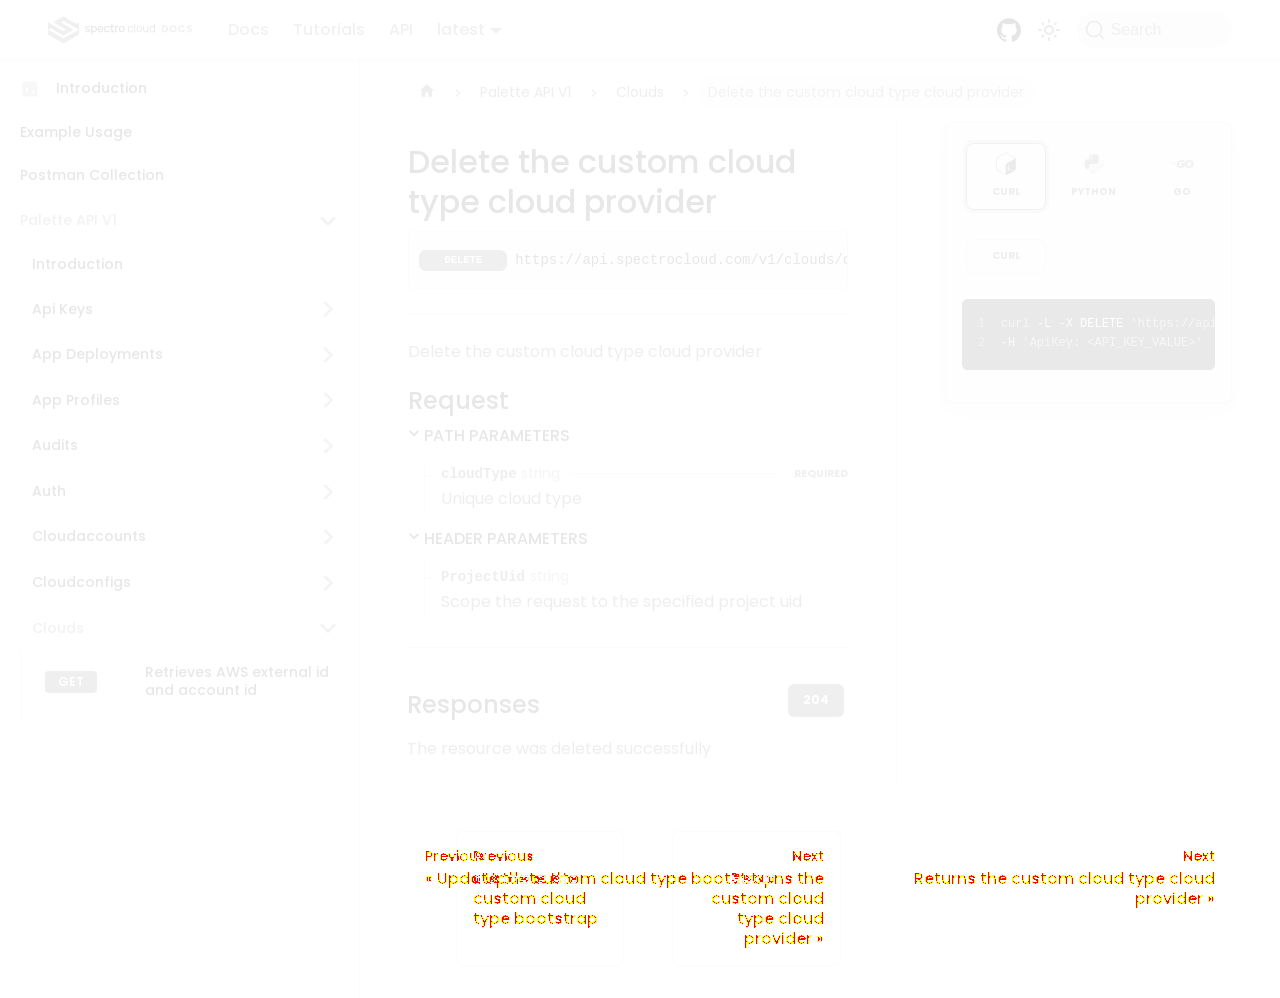 spectro cloud DOCS
Docs Tutorials API latest
Search
Introduction
Example Usage
Postman Collection
Palette API V1
Introduction
Api Keys
App Deployments
App Profiles
Audits
Auth
Cloudaccounts
Cloudconfigs
Clouds
GET Retrieves AWS external id
and account id
Palette API V1 Clouds Delete the custom cloud type cloud provider
Delete the custom cloud
type cloud provider
DELETE https://api.spectrocloud.com/v1/clouds/
Delete the custom cloud type cloud provider
Request
PATH PARAMETERS
cloudType string REQUIRED
Unique cloud type
HEADER PARAMETERS
ProjectUid string
Scope the request to the specified project uid
Responses
204
The resource was deleted successfully
CURL PYTHON GO
CURL
1 curl -L -X DELETE 'https://api
2 -H 'ApiKey: <API_KEY_VALUE>'
Previous Previous Next Next
custom cloud type
custom cloud
type bootstrap
the
custom cloud
type cloud
provider »
Returns the custom cloud type cloud
provider »